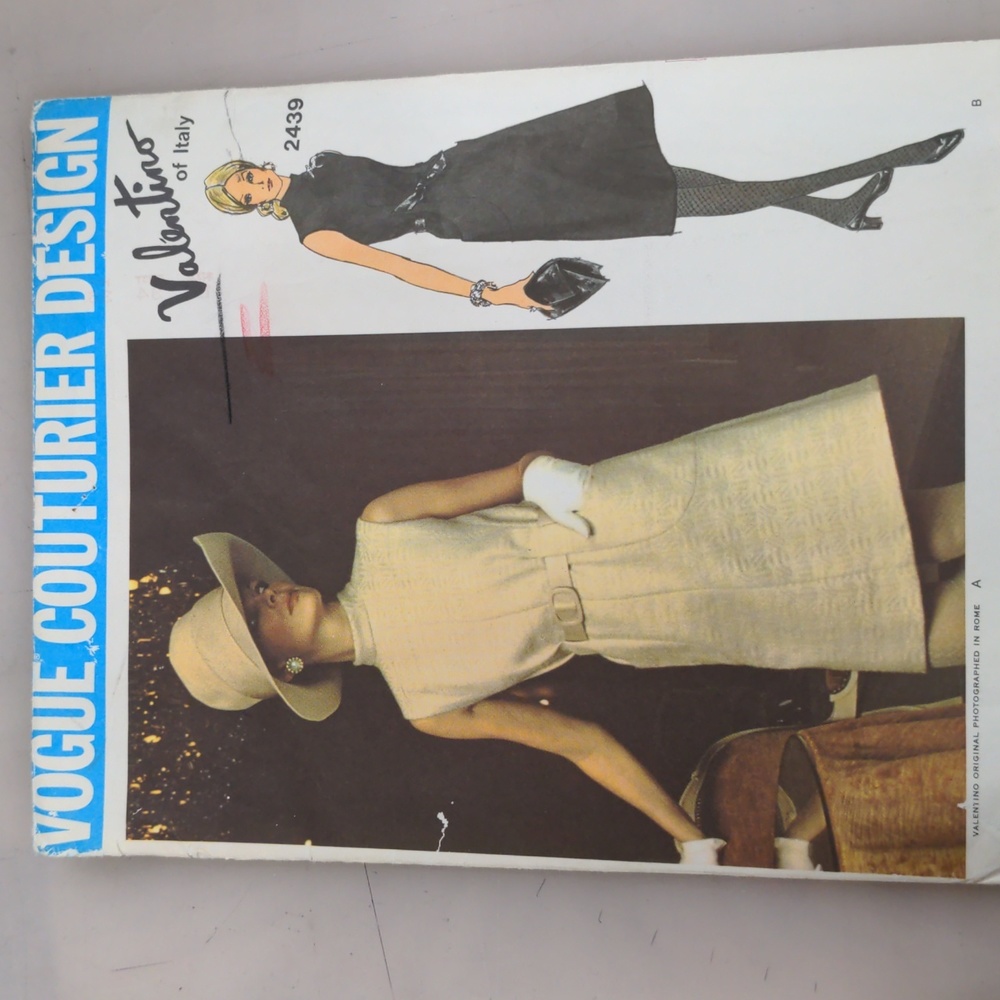 VOGUE COUTURIER DESIGN
Valentino
of Italy
2439
B
VALENTINO ORIGINAL PHOTOGRAPHED IN ROME A